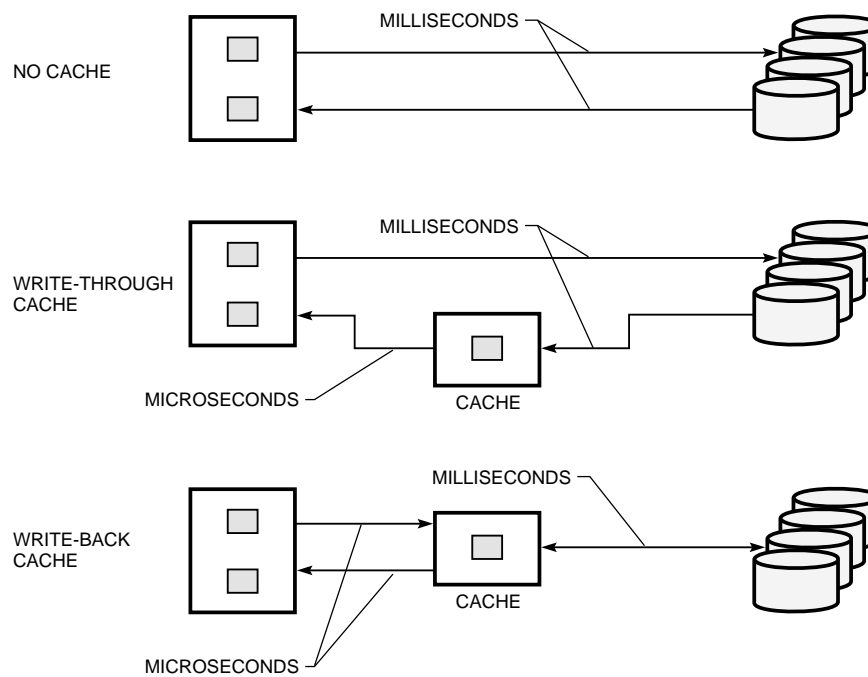 MILLISECONDS
NO CACHE
MILLISECONDS
WRITE-THROUGH
CACHE
MICROSECONDS
CACHE
MILLISECONDS
WRITE-BACK
CACHE
CACHE
MICROSECONDS